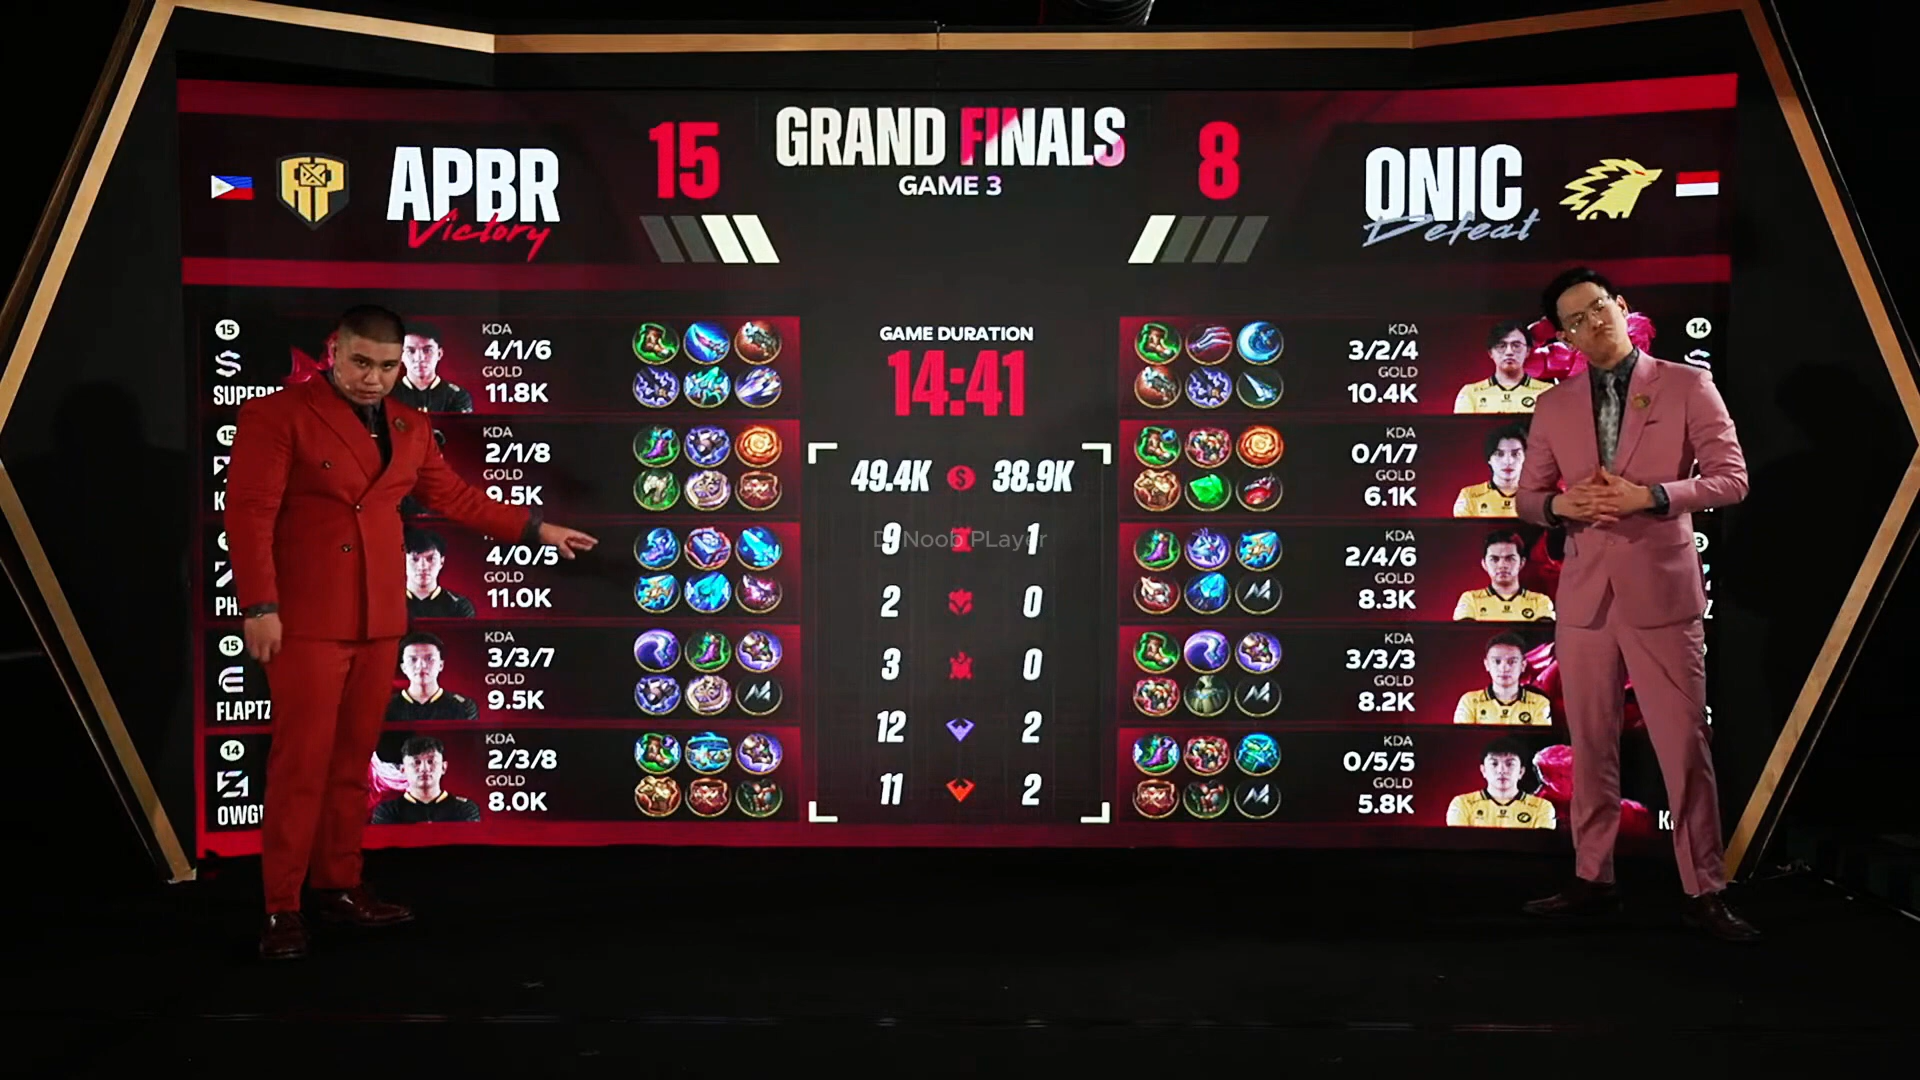 GRAND FINALS
GAME 3
APBR
Victory
15
8
ONIC
Defeat
GAME DURATION
14:41
49.4K 38.9K
9 1
2 0
3 0
12 2
11 2
D Noob PLayer
15
KDA
4/1/6
GOLD
11.8K
15
KDA
2/1/8
GOLD
9.5K
4/0/5
GOLD
11.0K
15
FLAPTZ
KDA
3/3/7
GOLD
9.5K
14
KDA
2/3/8
GOLD
8.0K
14
KDA
3/2/4
GOLD
10.4K
KDA
0/1/7
GOLD
6.1K
KDA
2/4/6
GOLD
8.3K
KDA
3/3/3
GOLD
8.2K
KDA
0/5/5
GOLD
5.8K